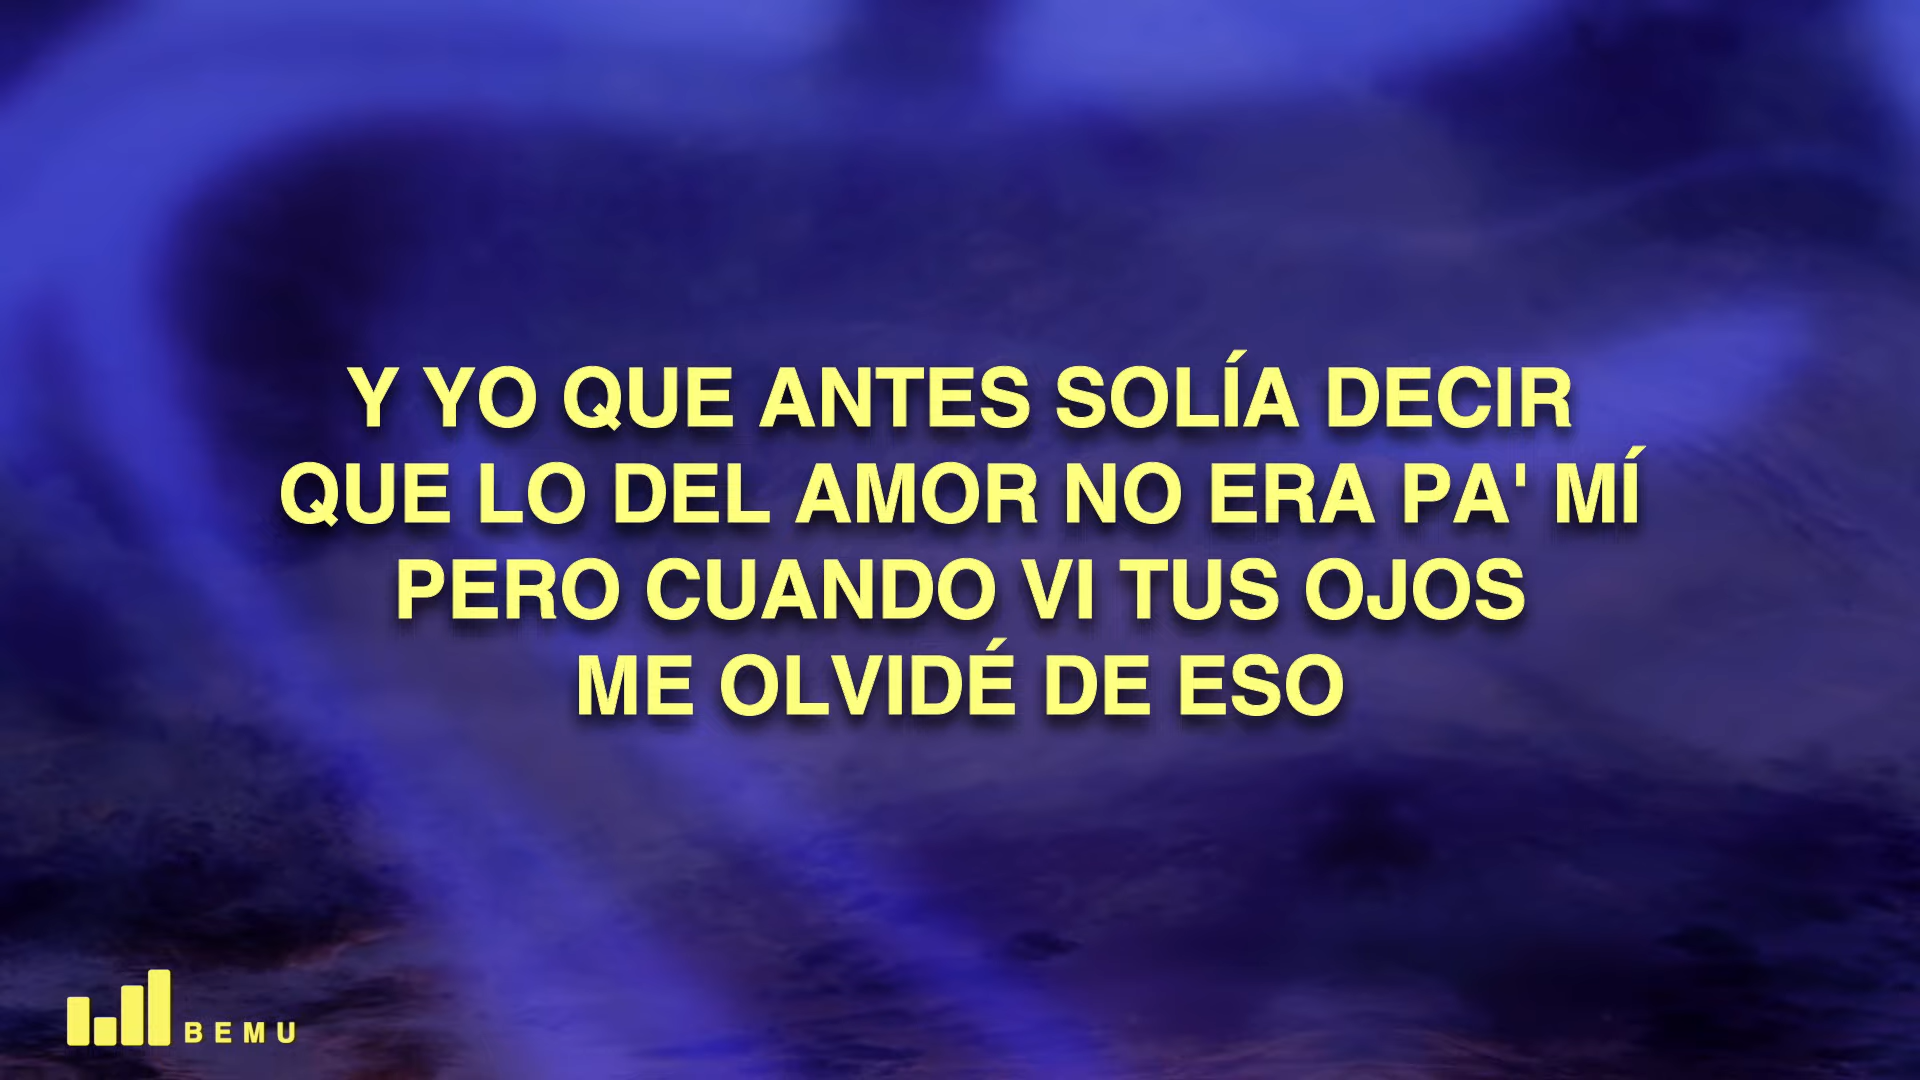 Y YO QUE ANTES SOLÍA DECIR
QUE LO DEL AMOR NO ERA PA' MÍ
PERO CUANDO VI TUS OJOS
ME OLVIDÉ DE ESO
BEMU